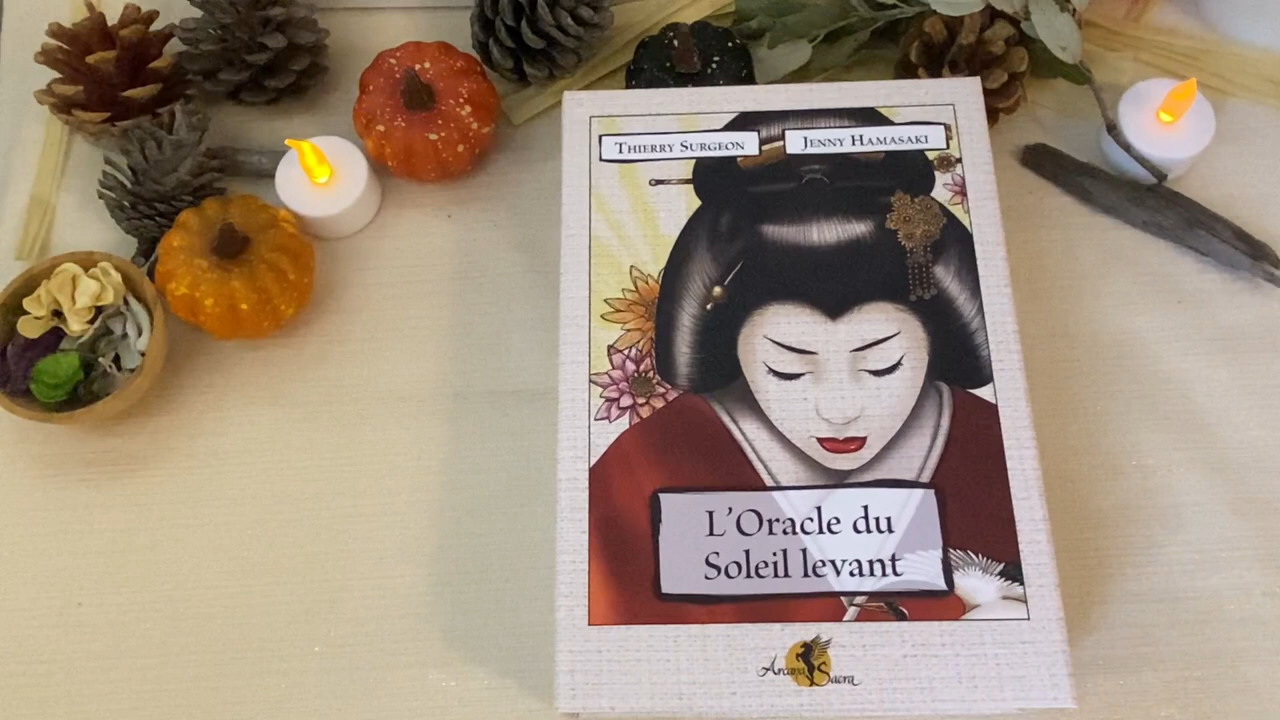 THIERRY SURGEON
JENNY HAMASAKI
L'Oracle du
Soleil levant
Arcana Sacra